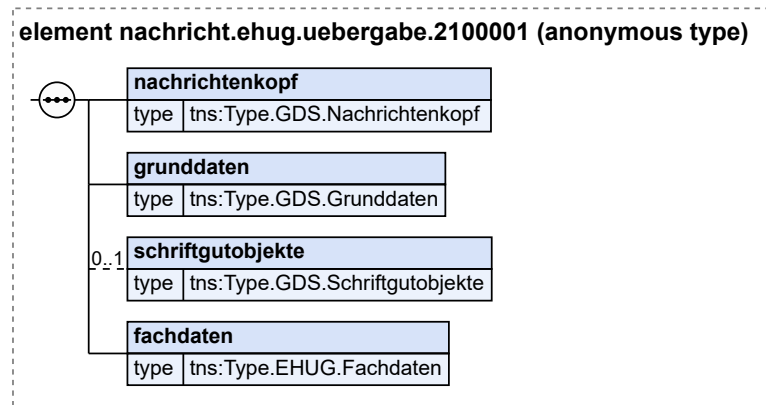 element nachricht.ehug.uebergabe.2100001 (anonymous type)
nachrichtenkopf
type tns:Type.GDS.Nachrichtenkopf
grunddaten
type tns:Type.GDS.Grunddaten
0..1 schriftgutobjekte
type tns:Type.GDS.Schriftgutobjekte
fachdaten
type tns:Type.EHUG.Fachdaten